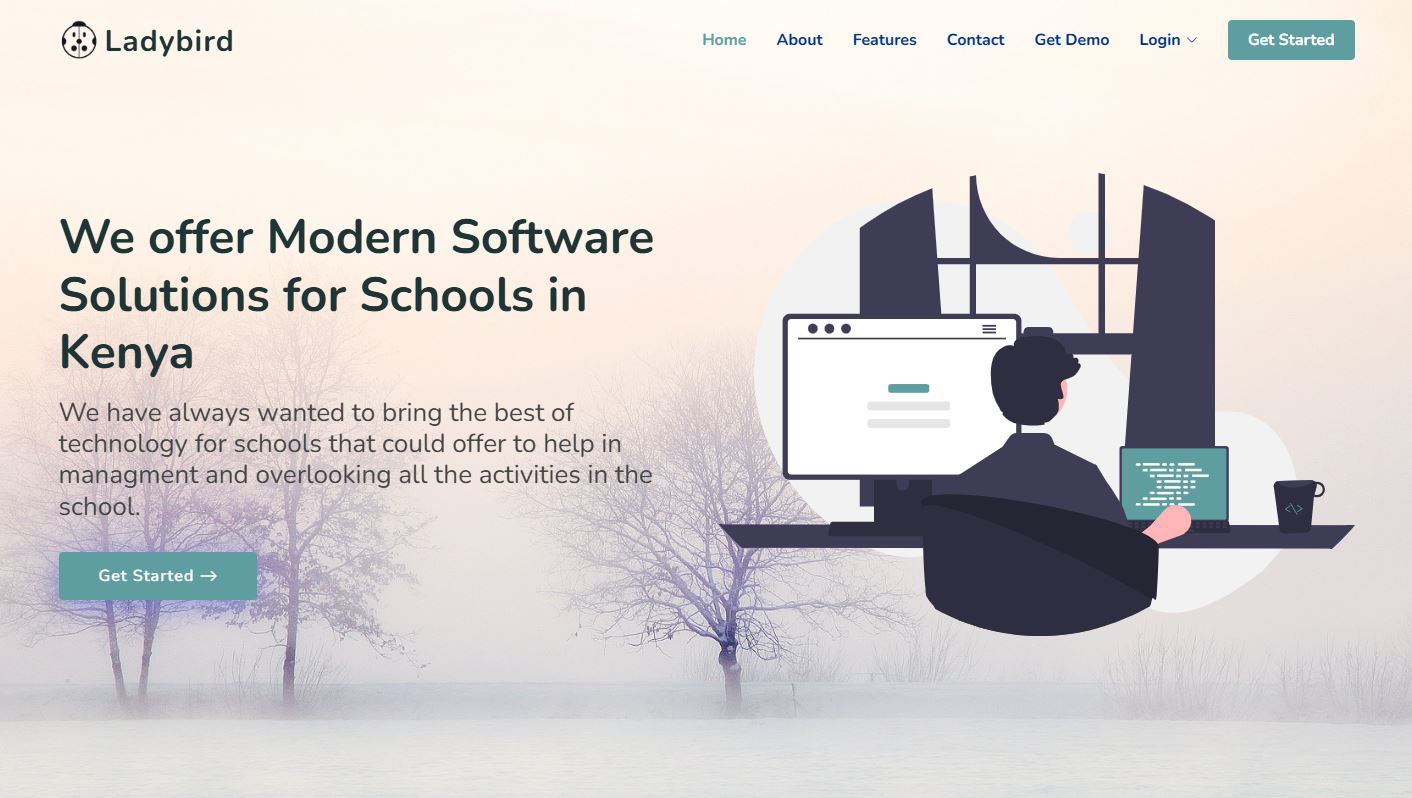 Ladybird
Home About Features Contact Get Demo Login Get Started
We offer Modern Software
Solutions for Schools in
Kenya
We have always wanted to bring the best of
technology for schools that could offer to help in
managment and overlooking all the activities in the
school.
Get Started →